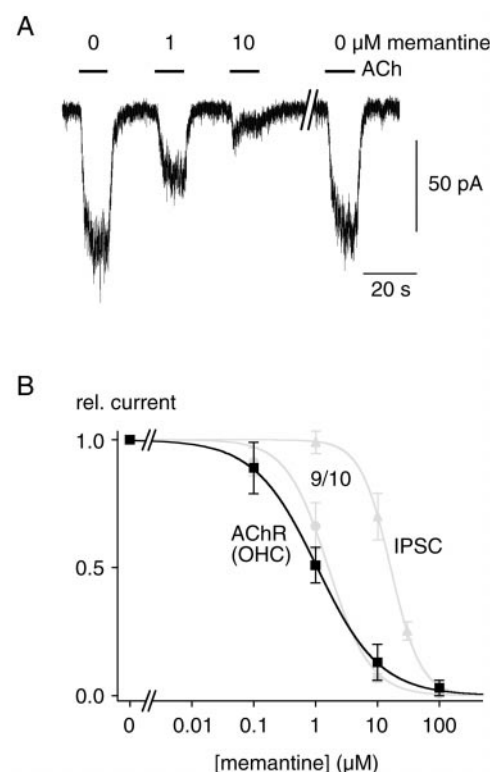 A
0 1 10 0 µM memantine
ACh
50 pA
20 s
B
rel. current
1.0
9/10
AChR
(OHC)
IPSC
0.5
0.0
0 0.01 0.1 1 10 100
[memantine] (µM)